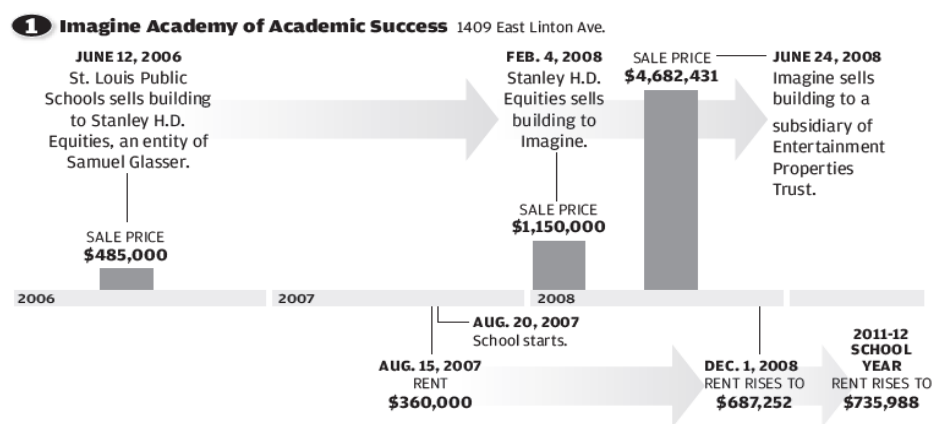 1 Imagine Academy of Academic Success 1409 East Linton Ave.
JUNE 12, 2006
St. Louis Public
Schools sells building
to Stanley H.D.
Equities, an entity of
Samuel Glasser.
SALE PRICE
$485,000
FEB. 4, 2008
Stanley H.D.
Equities sells
building to
Imagine.
SALE PRICE
$1,150,000
SALE PRICE
$4,682,431
JUNE 24, 2008
Imagine sells
building to a
subsidiary of
Entertainment
Properties
Trust.
2006
2007
2008
AUG. 20, 2007
School starts.
AUG. 15, 2007
RENT
$360,000
DEC. 1, 2008
RENT RISES TO
$687,252
2011-12
SCHOOL
YEAR
RENT RISES TO
$735,988